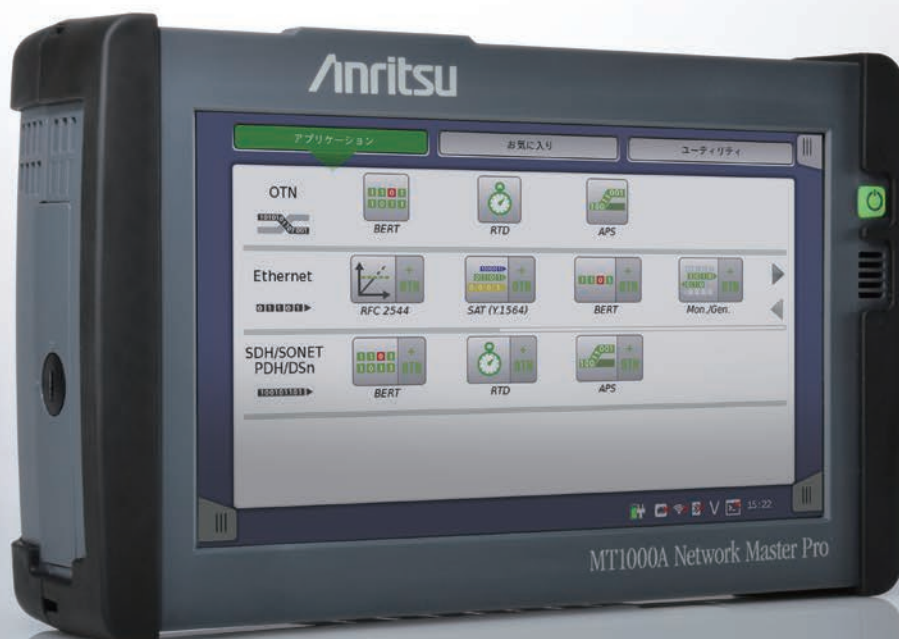 Anritsu
アプリケーション
お気に入り
ユーティリティ
OTN
BERT
RTD
APS
Ethernet
RFC 2544
SAT (Y.1564)
BERT
Mon./Gen.
SDH/SONET
PDH/DSn
BERT
RTD
APS
15:22
MT1000A Network Master Pro